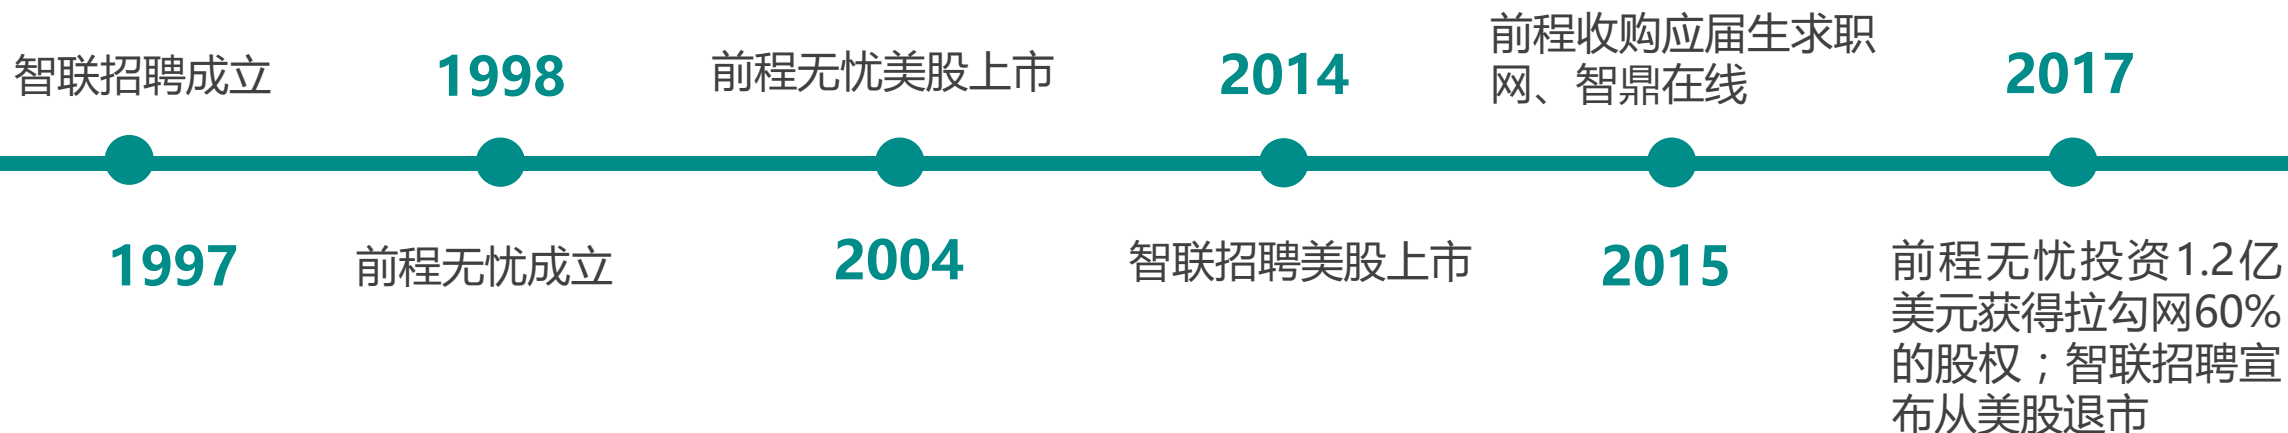 智联招聘成立
1997
1998
前程无忧成立
前程无忧美股上市
2004
2014
智联招聘美股上市
前程收购应届生求职
网、智鼎在线
2015
2017
前程无忧投资1.2亿
美元获得拉勾网60%
的股权；智联招聘宣
布从美股退市